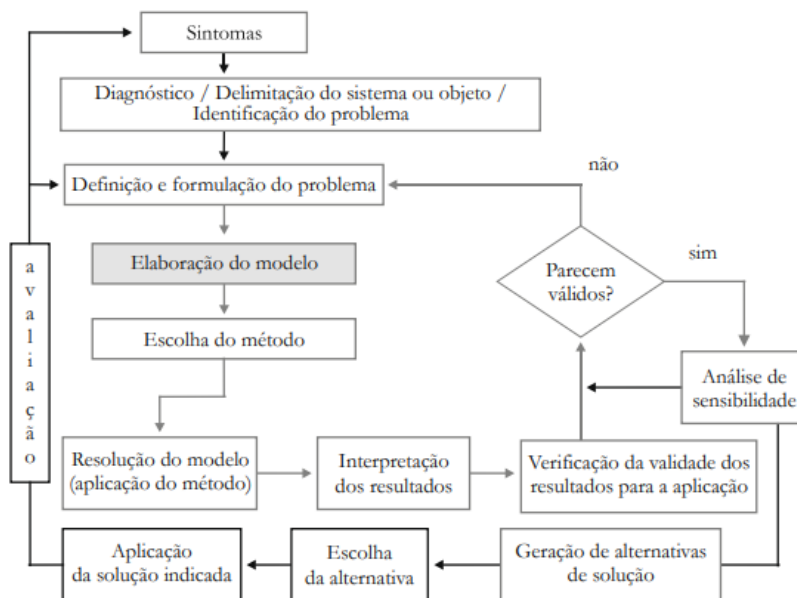 Sintomas
Diagnóstico / Delimitação do sistema ou objeto /
Identificação do problema
não
Definição e formulação do problema
avaliação
Elaboração do modelo
Parecem
válidos?
sim
Escolha do método
Análise de
sensibilidade
Resolução do modelo
(aplicação do método)
Interpretação
dos resultados
Verificação da validade dos
resultados para a aplicação
Aplicação
da solução indicada
Escolha
da alternativa
Geração de alternativas
de solução